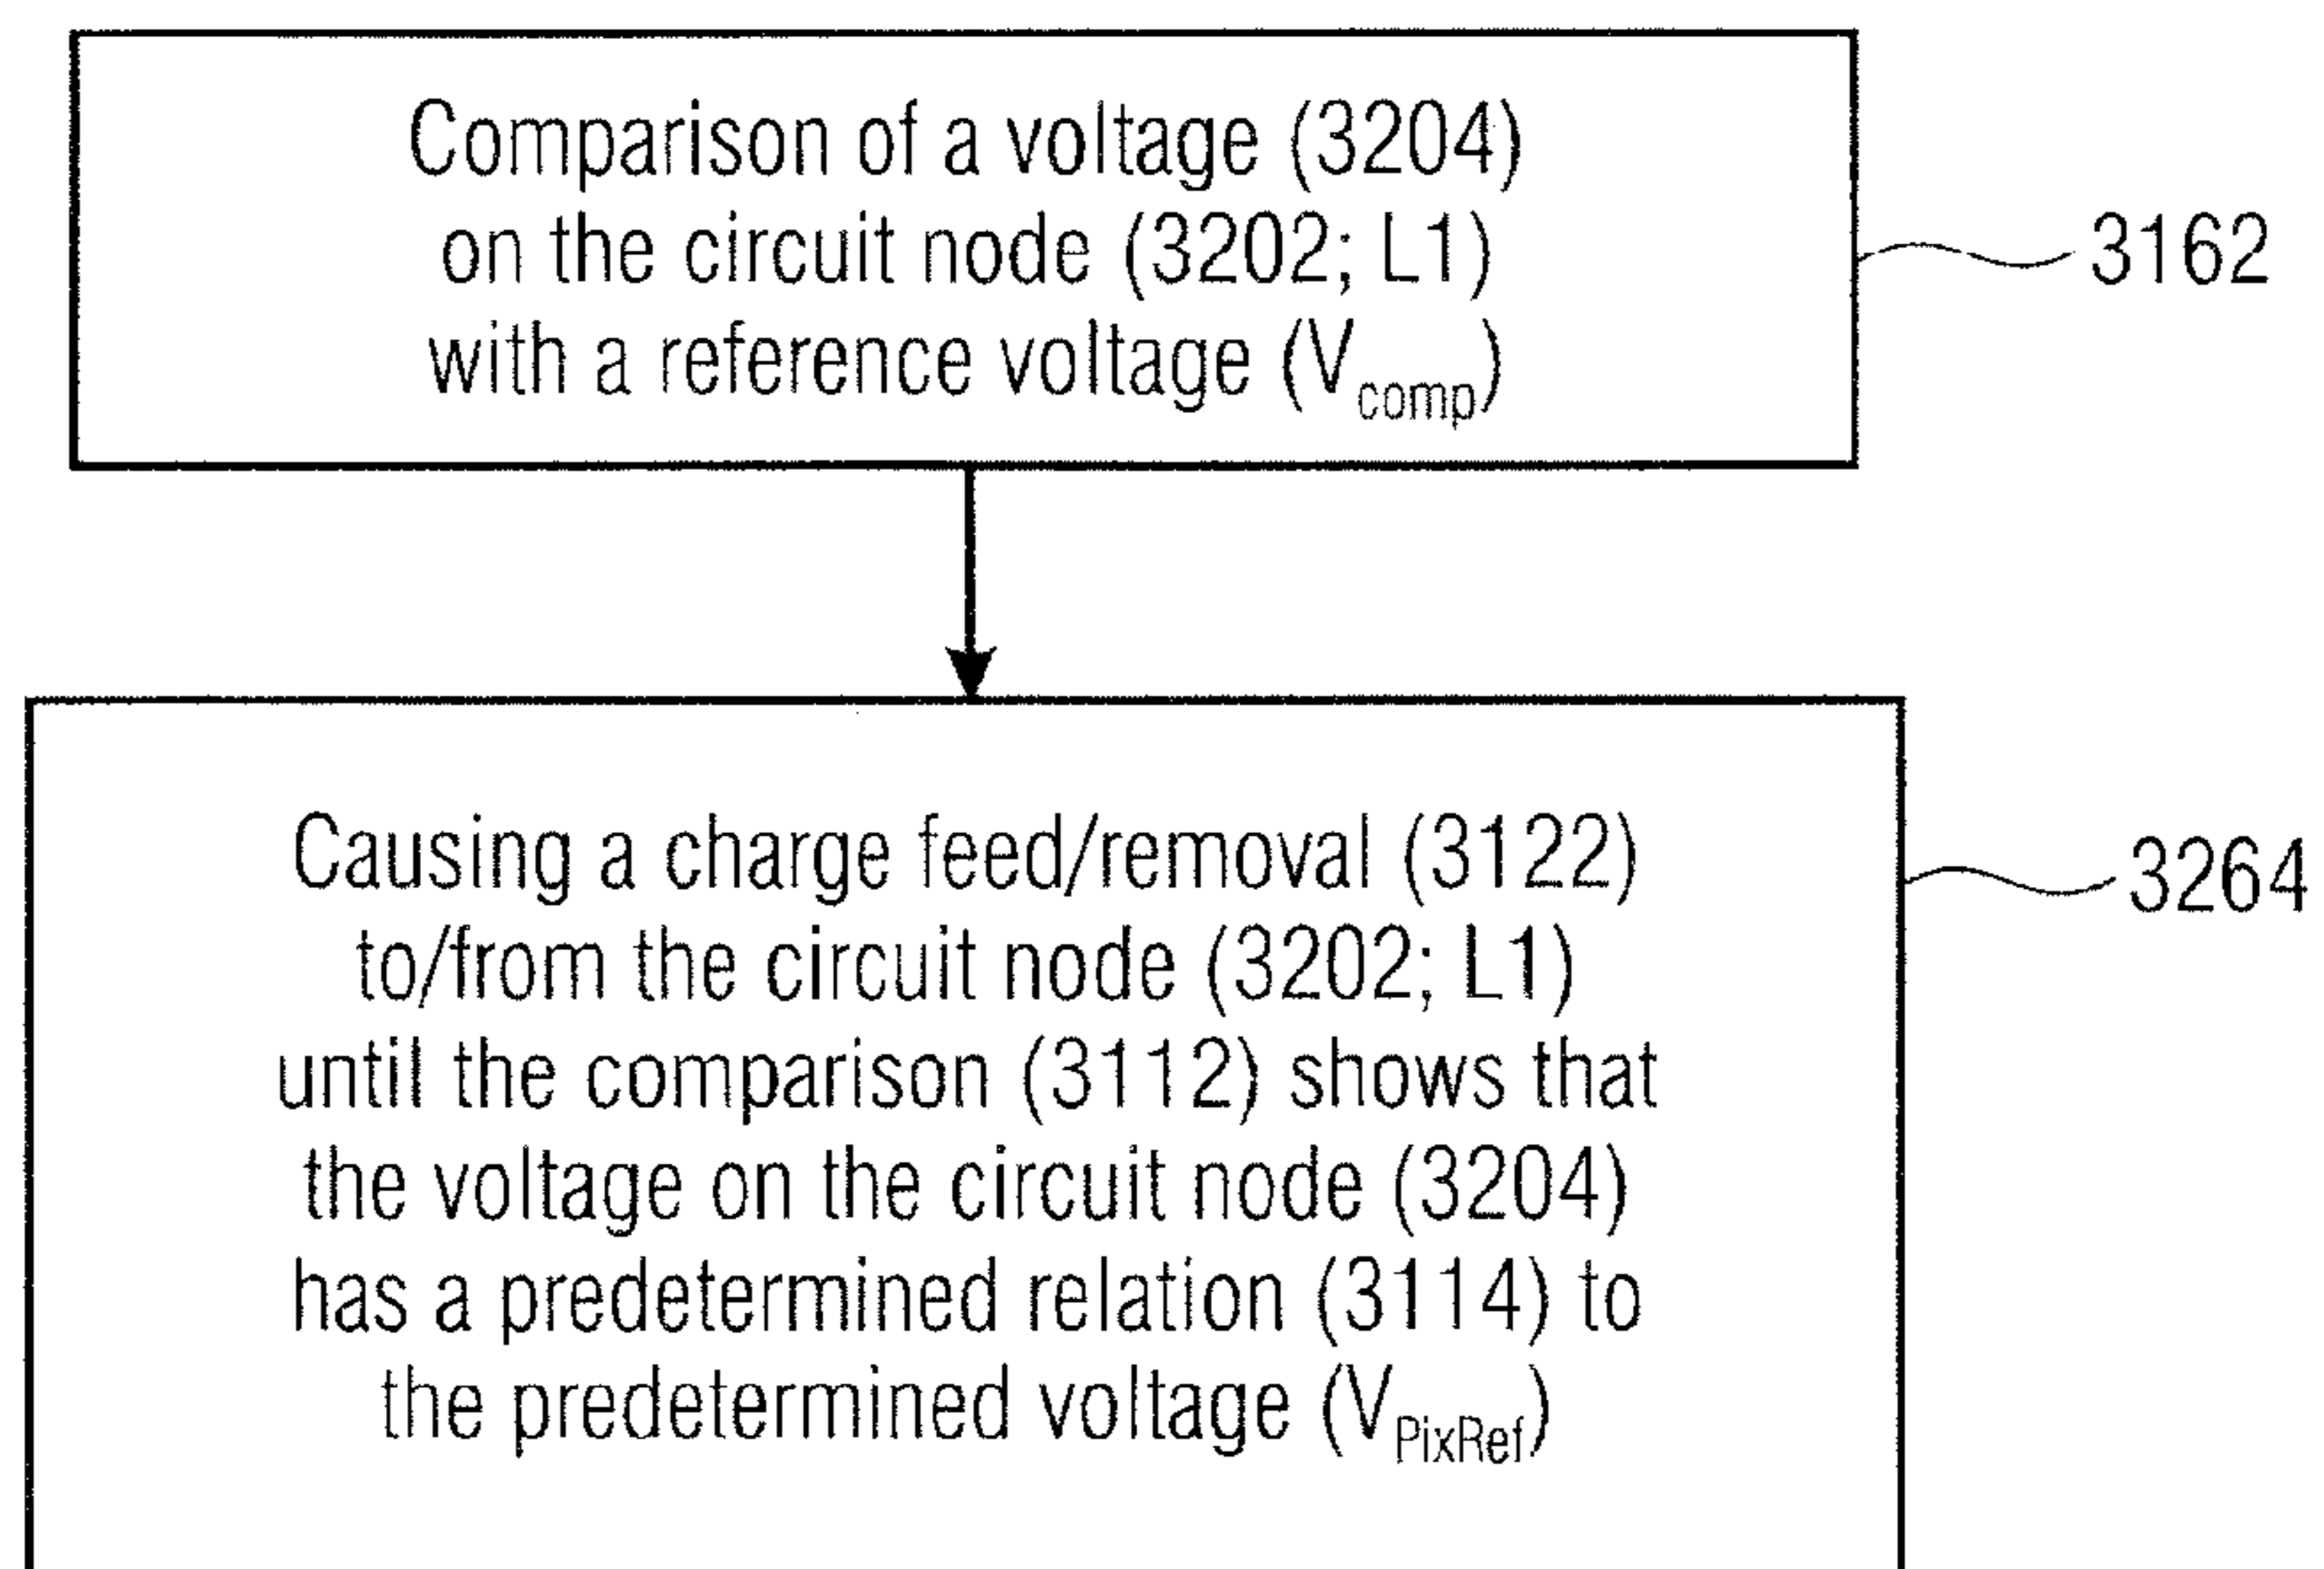 Comparison of a voltage (3204)
on the circuit node (3202; L1)
with a reference voltage (Vcomp)
3162
Causing a charge feed/removal (3122)
to/from the circuit node (3202; L1)
until the comparison (3112) shows that
the voltage on the circuit node (3204)
has a predetermined relation (3114) to
the predetermined voltage (VPixRef)
3264